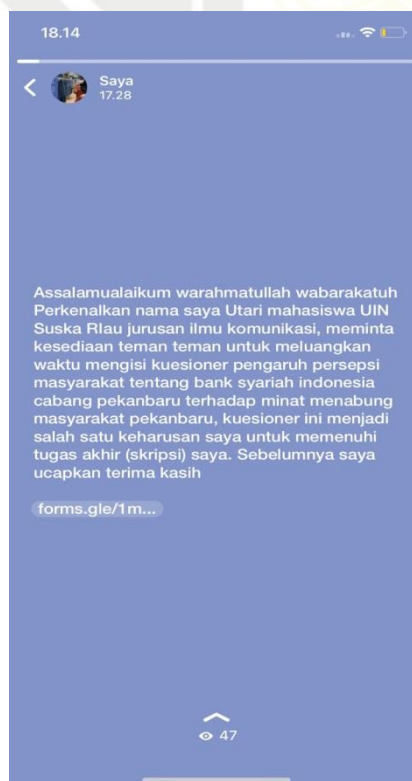 18.14
Saya
17.28
Assalamualaikum warahmatullah wabarakatuh
Perkenalkan nama saya Utari mahasiswa UIN
Suska RIau jurusan ilmu komunikasi, meminta
kesediaan teman teman untuk meluangkan
waktu mengisi kuesioner pengaruh persepsi
masyarakat tentang bank syariah indonesia
cabang pekanbaru terhadap minat menabung
masyarakat pekanbaru, kuesioner ini menjadi
salah satu keharusan saya untuk memenuhi
tugas akhir (skripsi) saya. Sebelumnya saya
ucapkan terima kasih
forms.gle/1m...
47